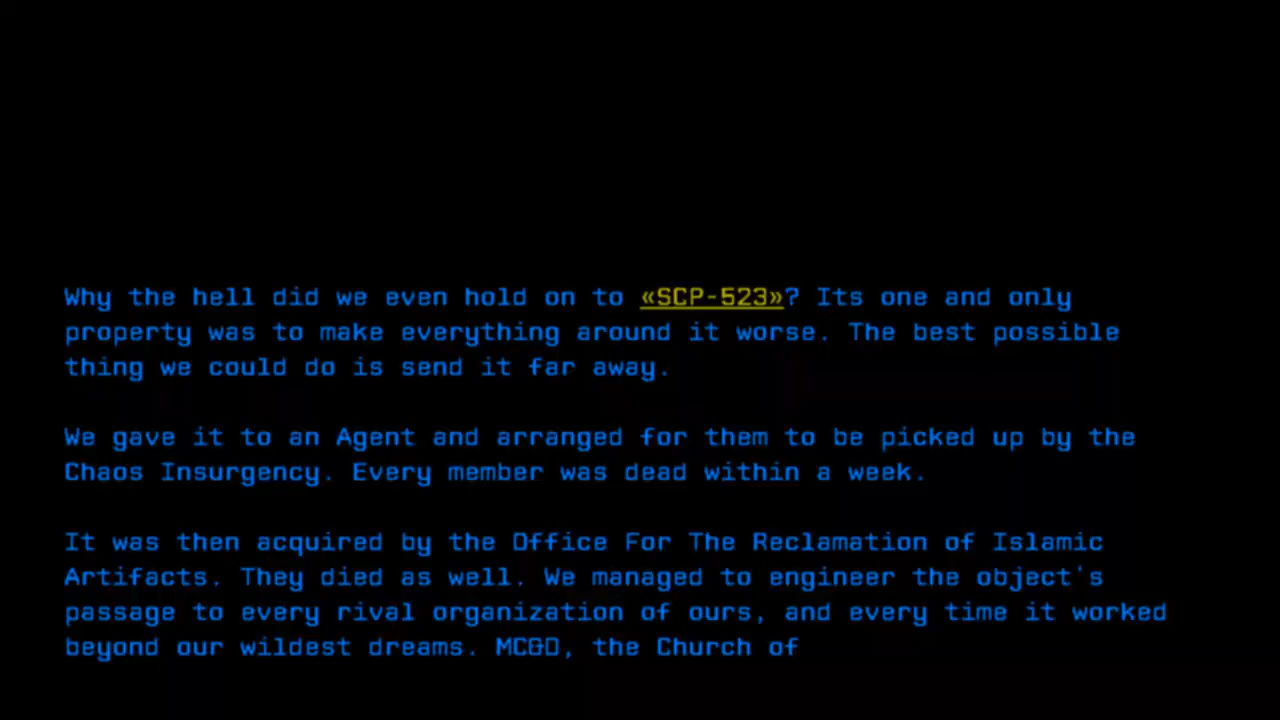 Why the hell did we even hold on to «SCP-523»? Its one and only
property was to make everything around it worse. The best possible
thing we could do is send it far away.
We gave it to an Agent and arranged for them to be picked up by the
Chaos Insurgency. Every member was dead within a week.
It was then acquired by the Office For The Reclamation of Islamic
Artifacts. They died as well. We managed to engineer the object's
passage to every rival organization of ours, and every time it worked
beyond our wildest dreams. MC&D, the Church of